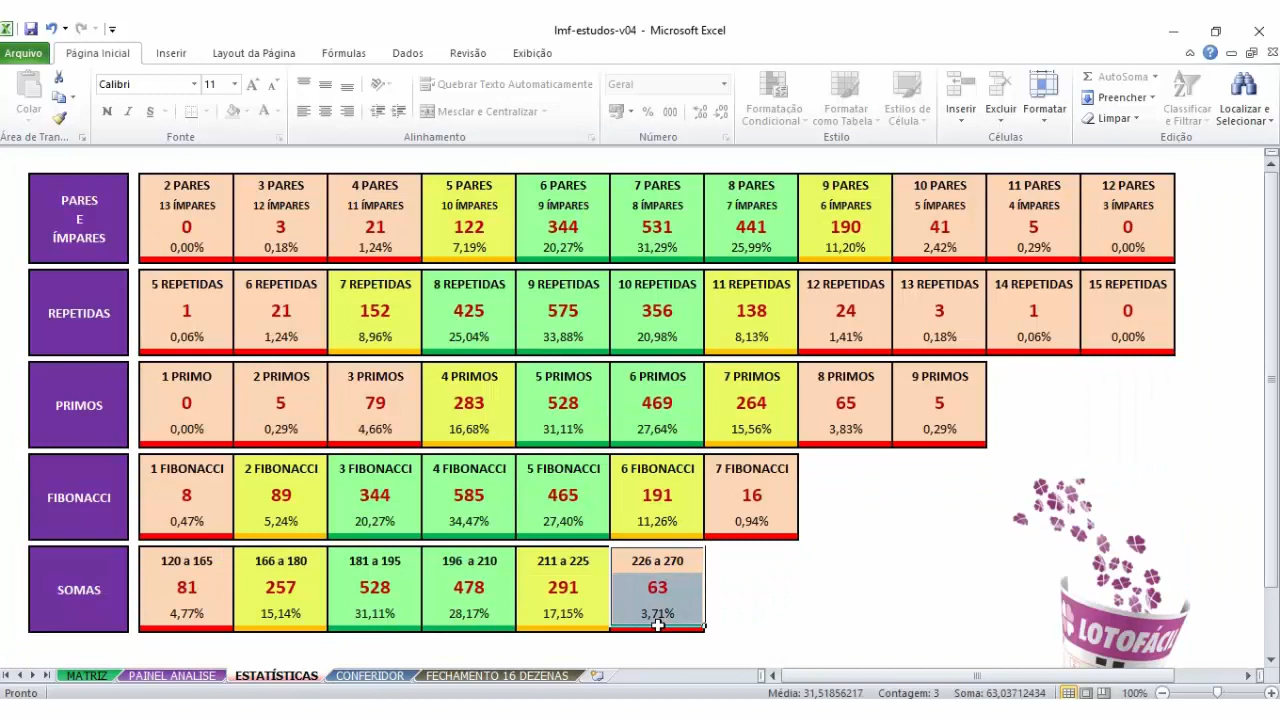 lmf-estudos-v04 - Microsoft Excel
Arquivo Página Inicial Inserir Layout da Página Fórmulas Dados Revisão Exibição
Calibri 11 Quebrar Texto Automaticamente Geral AutoSoma
Colar N I S Mesclar e Centralizar % 000 Formatação Condicional Formatar como Tabela Estilos de Célula Inserir Excluir Formatar Preencher Limpar Classificar e Filtrar Localizar e Selecionar
Área de Tran... Fonte Alinhamento Número Estilo Células Edição
PARES
E
ÍMPARES
2 PARES 3 PARES 4 PARES 5 PARES 6 PARES 7 PARES 8 PARES 9 PARES 10 PARES 11 PARES 12 PARES
13 ÍMPARES 12 ÍMPARES 11 ÍMPARES 10 ÍMPARES 9 ÍMPARES 8 ÍMPARES 7 ÍMPARES 6 ÍMPARES 5 ÍMPARES 4 ÍMPARES 3 ÍMPARES
0 3 21 122 344 531 441 190 41 5 0
0,00% 0,18% 1,24% 7,19% 20,27% 31,29% 25,99% 11,20% 2,42% 0,29% 0,00%
REPETIDAS
5 REPETIDAS 6 REPETIDAS 7 REPETIDAS 8 REPETIDAS 9 REPETIDAS 10 REPETIDAS 11 REPETIDAS 12 REPETIDAS 13 REPETIDAS 14 REPETIDAS 15 REPETIDAS
1 21 152 425 575 356 138 24 3 1 0
0,06% 1,24% 8,96% 25,04% 33,88% 20,98% 8,13% 1,41% 0,18% 0,06% 0,00%
PRIMOS
1 PRIMO 2 PRIMOS 3 PRIMOS 4 PRIMOS 5 PRIMOS 6 PRIMOS 7 PRIMOS 8 PRIMOS 9 PRIMOS
0 5 79 283 528 469 264 65 5
0,00% 0,29% 4,66% 16,68% 31,11% 27,64% 15,56% 3,83% 0,29%
FIBONACCI
1 FIBONACCI 2 FIBONACCI 3 FIBONACCI 4 FIBONACCI 5 FIBONACCI 6 FIBONACCI 7 FIBONACCI
8 89 344 585 465 191 16
0,47% 5,24% 20,27% 34,47% 27,40% 11,26% 0,94%
SOMAS
120 a 165 166 a 180 181 a 195 196 a 210 211 a 225 226 a 270
81 257 528 478 291 63
4,77% 15,14% 31,11% 28,17% 17,15% 3,71%
LOTOFÁCIL
MATRIZ PAINEL ANALISE ESTATÍSTICAS CONFERIDOR FECHAMENTO 16 DEZENAS
Pronto Média: 31,51856217 Contagem: 3 Soma: 63,03712434 100%